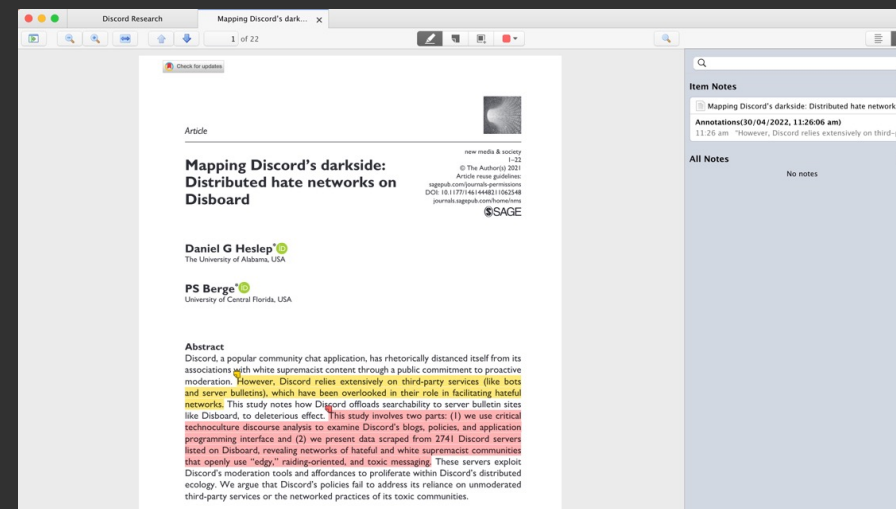 Discord Research
Mapping Discord's dark...
1 of 22
Check for updates
Item Notes
Mapping Discord's darkside: Distributed hate network
Annotations(30/04/2022, 11:26:06 am)
11:26 am "However, Discord relies extensively on third-
All Notes
No notes
Article
new media & society
1–22
© The Author(s) 2021
Article reuse guidelines:
sagepub.com/journals-permissions
DOI: 10.1177/14614448211062548
journals.sagepub.com/home/nms
SAGE
Mapping Discord's darkside:
Distributed hate networks on
Disboard
Daniel G Heslep* iD
The University of Alabama, USA
PS Berge* iD
University of Central Florida, USA
Abstract
Discord, a popular community chat application, has rhetorically distanced itself from its
associations with white supremacist content through a public commitment to proactive
moderation. However, Discord relies extensively on third-party services (like bots
and server bulletins), which have been overlooked in their role in facilitating hateful
networks. This study notes how Discord offloads searchability to server bulletin sites
like Disboard, to deleterious effect. This study involves two parts: (1) we use critical
technoculture discourse analysis to examine Discord's blogs, policies, and application
programming interface and (2) we present data scraped from 2741 Discord servers
listed on Disboard, revealing networks of hateful and white supremacist communities
that openly use "edgy," raiding-oriented, and toxic messaging. These servers exploit
Discord's moderation tools and affordances to proliferate within Discord's distributed
ecology. We argue that Discord's policies fail to address its reliance on unmoderated
third-party services or the networked practices of its toxic communities.